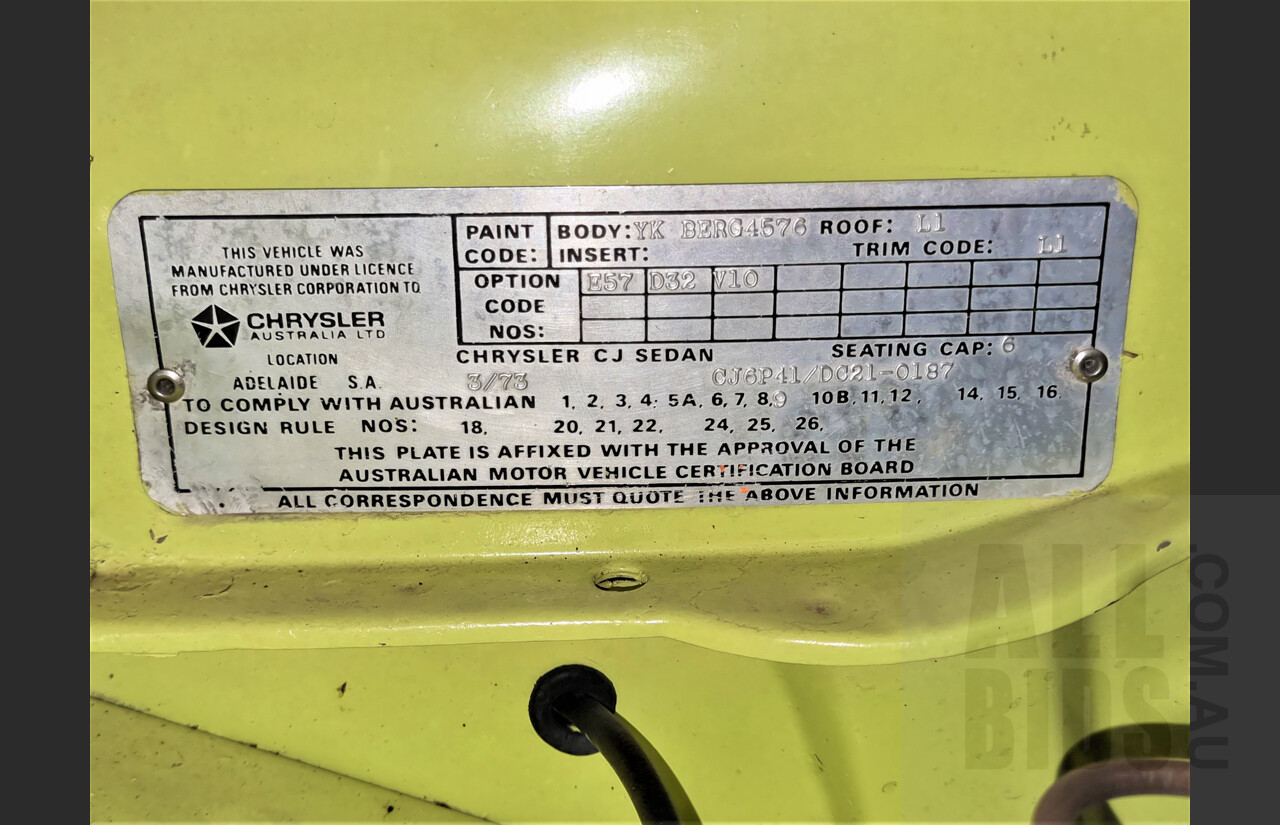 THIS VEHICLE WAS
MANUFACTURED UNDER LICENCE
FROM CHRYSLER CORPORATION TO
CHRYSLER
AUSTRALIA LTD
LOCATION
ADELAIDE S.A.
PAINT CODE:
BODY: YK BERG4576 ROOF: L1
INSERT: TRIM CODE: L1
OPTION CODE NOS:
E57 D32 V10
CHRYSLER CJ SEDAN SEATING CAP: 6
3/73 CJ6P41/DC21-0187
TO COMPLY WITH AUSTRALIAN 1, 2, 3, 4, 5A, 6, 7, 8, 9 10B, 11, 12, 14, 15, 16.
DESIGN RULE NOS: 18, 20, 21, 22, 24, 25, 26,
THIS PLATE IS AFFIXED WITH THE APPROVAL OF THE
AUSTRALIAN MOTOR VEHICLE CERTIFICATION BOARD
ALL CORRESPONDENCE MUST QUOTE THE ABOVE INFORMATION
ALL
BIDS
.COM.AU